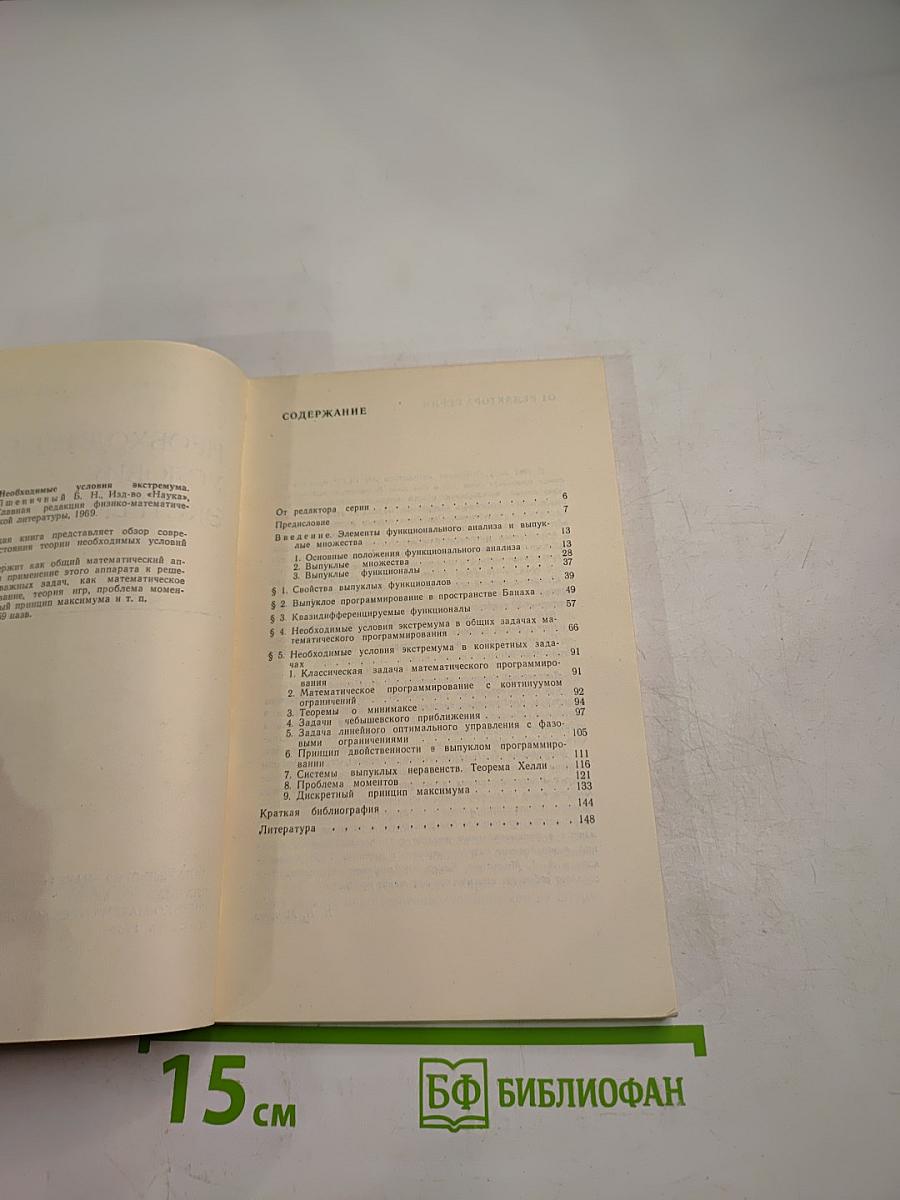 Необходимые условия экстремума.
Пшеничный Б. Н., Изд-во «Наука»,
Главная редакция физико-математиче-
ской литературы, 1969.
книга представляет обзор совре-
теории необходимых условий
как общий математический ап-
применение этого аппарата к реше-
задач, как математическое
теория игр, проблема момен-
принцип максимума и т. п.
назв.
СОДЕРЖАНИЕ
От редактора серии . . . 6
Предисловие . . . 7
Введение. Элементы функционального анализа и выпук-
лые множества . . . 13
1. Основные положения функционального анализа 13
2. Выпуклые множества . . . 28
3. Выпуклые функционалы . . . 37
§ 1. Свойства выпуклых функционалов . . . 39
§ 2. Выпуклое программирование в пространстве Банаха . 49
§ 3. Квазидифференцируемые функционалы . . . 57
§ 4. Необходимые условия экстремума в общих задачах ма-
тематического программирования . . . 66
§ 5. Необходимые условия экстремума в конкретных зада-
чах . . . 91
1. Классическая задача математического программиро-
вания . . . 91
2. Математическое программирование с континуумом
ограничений . . . 92
3. Теоремы о минимаксе . . . 94
4. Задачи чебышевского приближения . . . 97
5. Задача линейного оптимального управления с фазо-
выми ограничениями . . . 105
6. Принцип двойственности в выпуклом программиро-
вании . . . 111
7. Системы выпуклых неравенств. Теорема Хелли . . 116
8. Проблема моментов . . . 121
9. Дискретный принцип максимума . . . 133
Краткая библиография . . . 144
Литература . . . 148
15 см
БФ БИБЛИОФАН